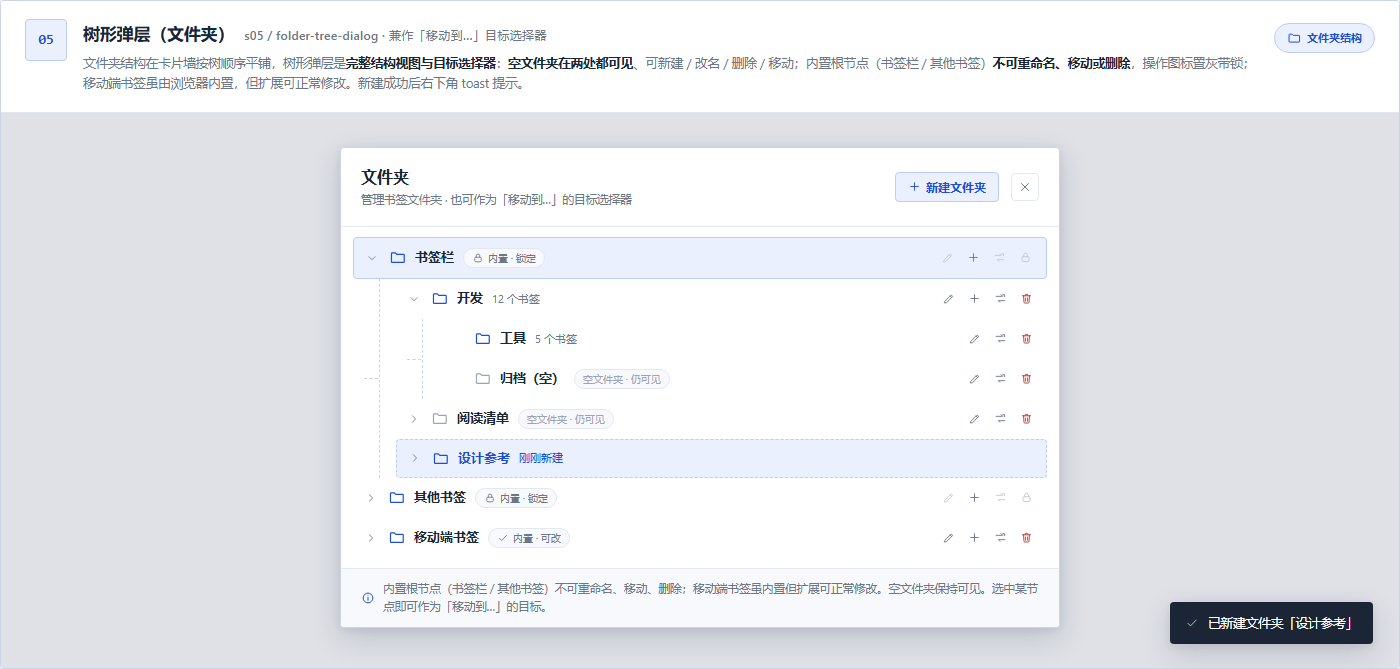 05
树形弹层（文件夹） s05 / folder-tree-dialog · 兼作「移动到…」目标选择器
文件夹结构
文件夹结构在卡片墙按树顺序平铺，树形弹层是完整结构视图与目标选择器：空文件夹在两处都可见、可新建 / 改名 / 删除 / 移动；内置根节点（书签栏 / 其他书签）不可重命名、移动或删除，操作图标置灰带锁；
移动端书签虽由浏览器内置，但扩展可正常修改。新建成功后右下角 toast 提示。
文件夹
管理书签文件夹 · 也可作为「移动到…」的目标选择器
新建文件夹
书签栏 内置 · 锁定
开发 12 个书签
工具 5 个书签
归档（空） 空文件夹 · 仍可见
阅读清单 空文件夹 · 仍可见
设计参考 刚刚新建
其他书签 内置 · 锁定
移动端书签 内置 · 可改
内置根节点（书签栏 / 其他书签）不可重命名、移动、删除；移动端书签虽内置但扩展可正常修改。空文件夹保持可见。选中某节
点即可作为「移动到…」的目标。
已新建文件夹「设计参考」